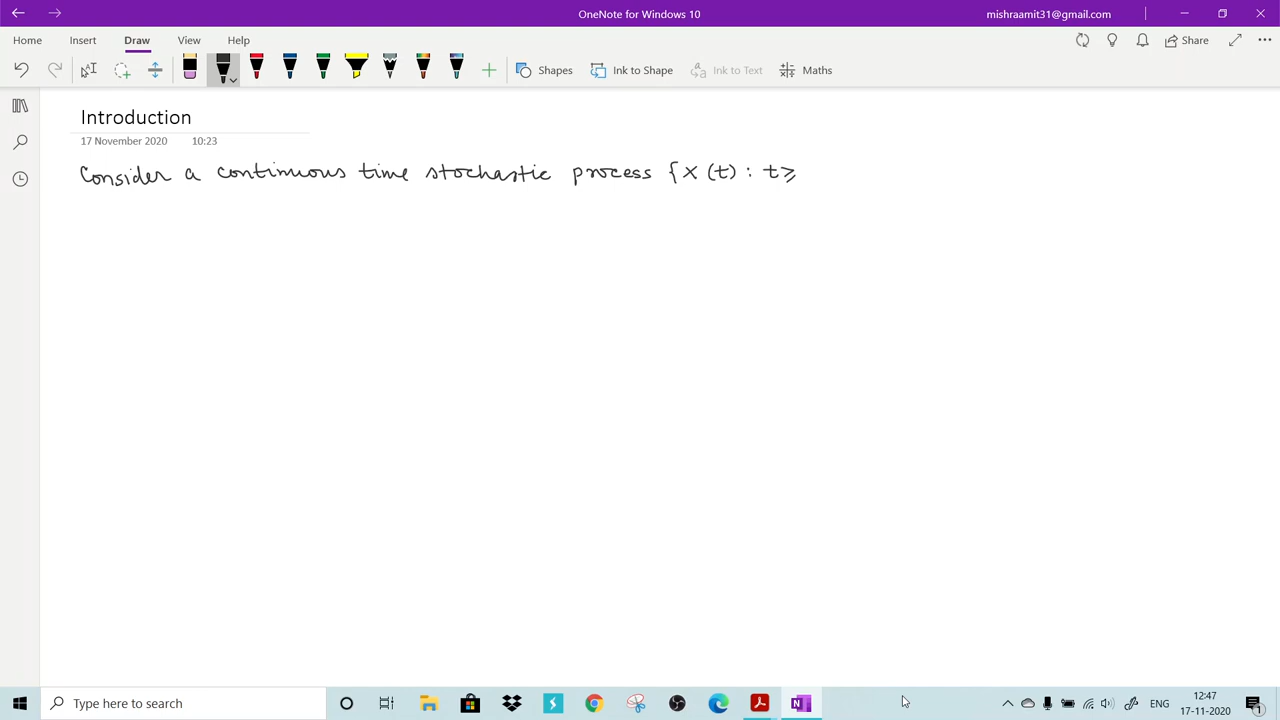 OneNote for Windows 10
mishraamit31@gmail.com
Home Insert Draw View Help
Share
Shapes Ink to Shape Ink to Text Maths
Introduction
17 November 2020 10:23
Consider a continuous time stochastic process {X(t) : t≥
Type here to search
ENG
12:47
17-11-2020
1